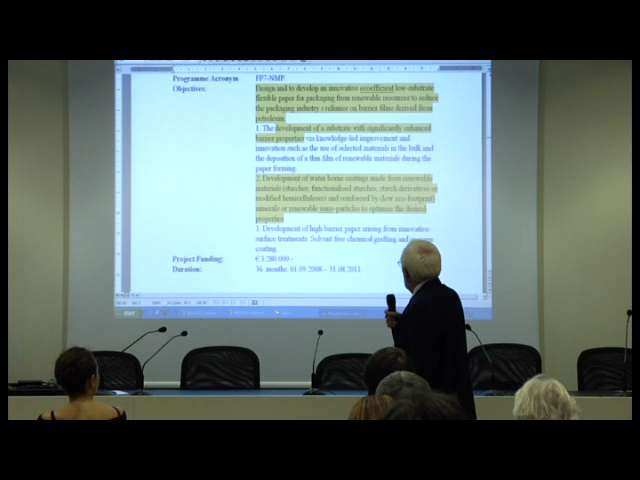 Programme Acronym FP7-NMP
Objectives: Design and to develop an innovative ecoefficient low-substrate
flexible paper for packaging from renewable resources to reduce
the packaging industry's reliance on barrier films derived from
petroleum.
1. The development of a substrate with significantly enhanced
barrier properties via knowledge-led improvement and
innovation such as the use of selected materials in the bulk and
the deposition of a thin film of renewable materials during the
paper forming.
2. Development of water borne coatings made from renewable
materials (starches, functionalized starches, starch derivatives or
modified hemicelluloses) and reinforced by (low eco-footprint)
minerals or renewable nano-particles to optimise the desired
properties
3. Development of high barrier paper arising from innovative
surface treatments: Solvent free chemical grafting and
coating.
Project Funding: € 3.280.000.-
Duration: 36 months: 01.09.2008 – 31.08.2011
start